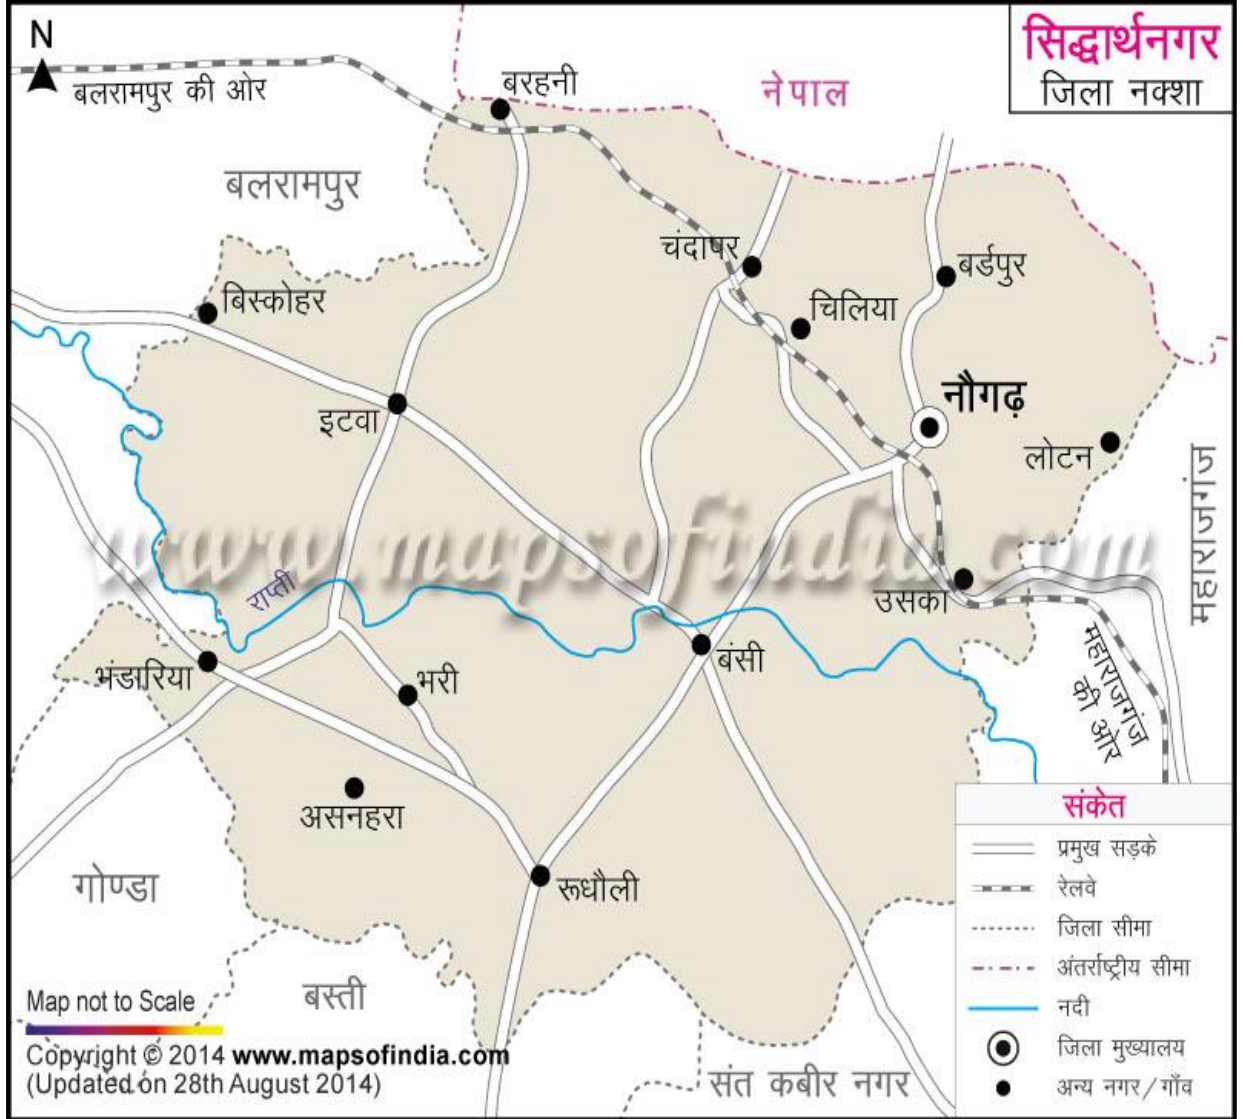 सिद्धार्थनगर
जिला नक्शा
N
बलरामपुर की ओर
बरहनी
नेपाल
बलरामपुर
चंदापर
बर्डपुर
बिस्कोहर
चिलिया
नौगढ़
इटवा
लोटन
महाराजगंज
www.mapsofindia.com
राप्ती
उसका
भंडारिया
भरी
बंसी
महाराजगंज
की ओर
असनहरा
गोण्डा
रूधौली
बस्ती
संत कबीर नगर
संकेत
प्रमुख सड़के
रेलवे
जिला सीमा
अंतर्राष्ट्रीय सीमा
नदी
जिला मुख्यालय
अन्य नगर/गाँव
Map not to Scale
Copyright © 2014 www.mapsofindia.com
(Updated on 28th August 2014)